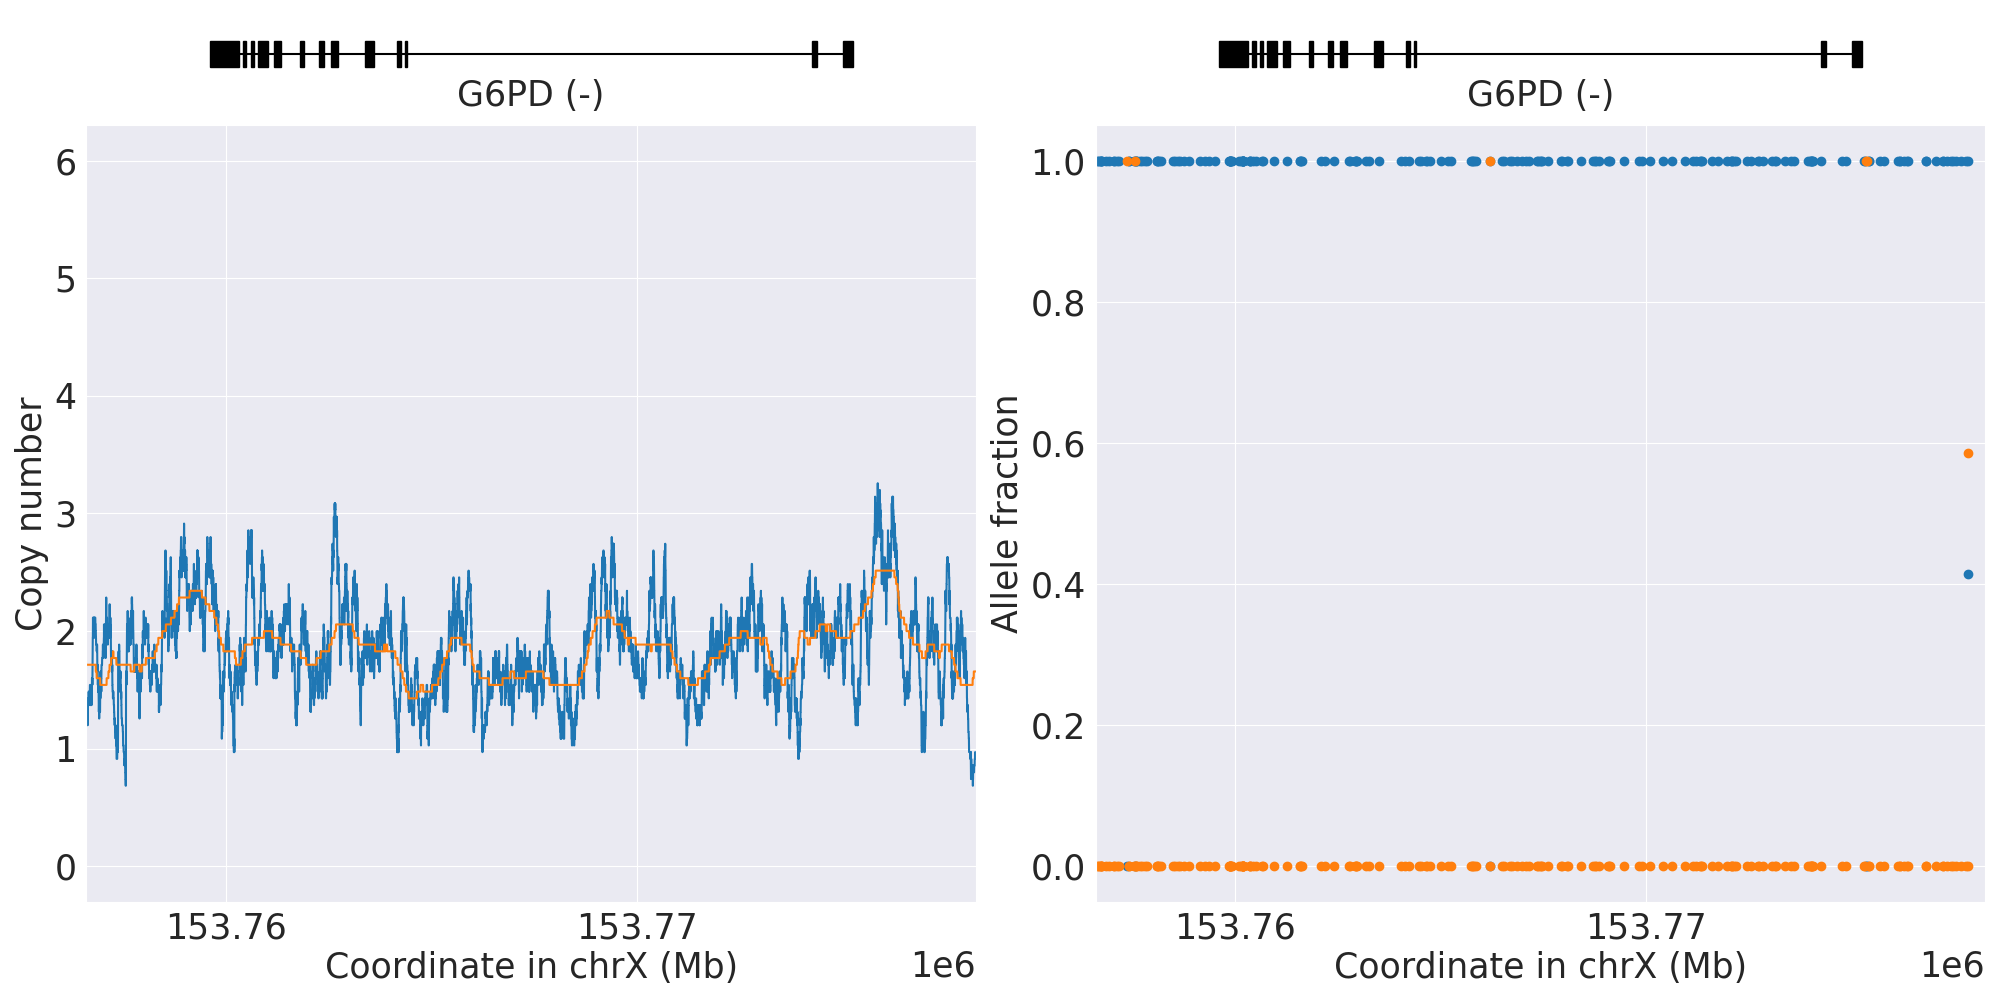 G6PD (-)
6
5
4
3
2
1
0
Copy number
153.76
153.77
Coordinate in chrX (Mb)
1e6
G6PD (-)
1.0
0.8
0.6
0.4
0.2
0.0
Allele fraction
153.76
153.77
Coordinate in chrX (Mb)
1e6